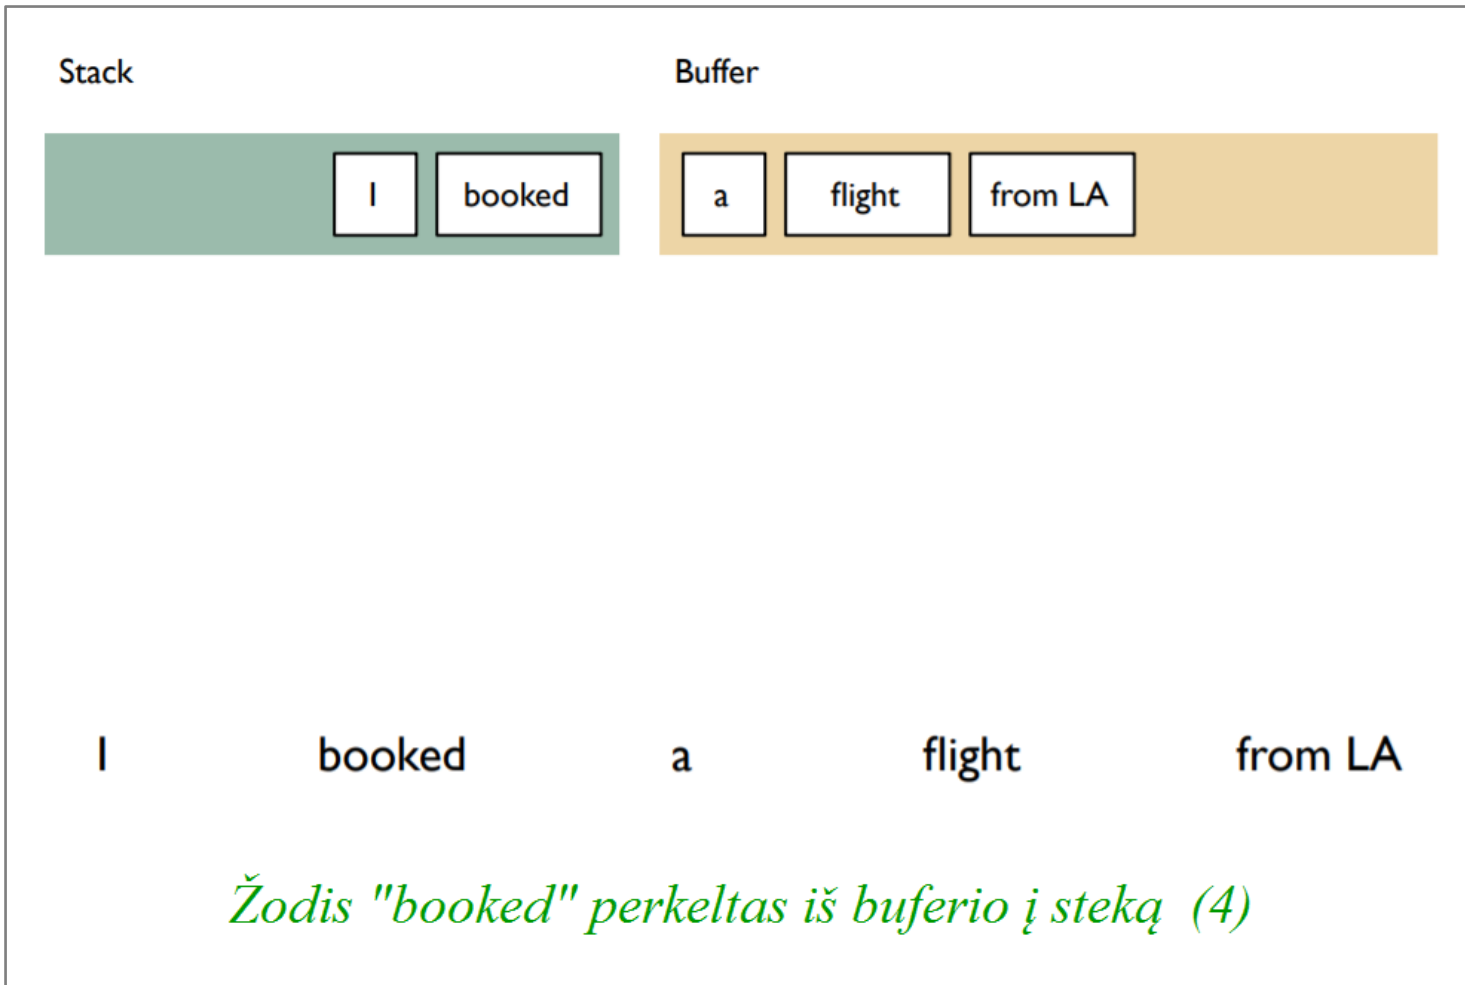 Stack Buffer
I booked a flight from LA
I booked a flight from LA
Žodis "booked" perkeltas iš buferio į steką (4)